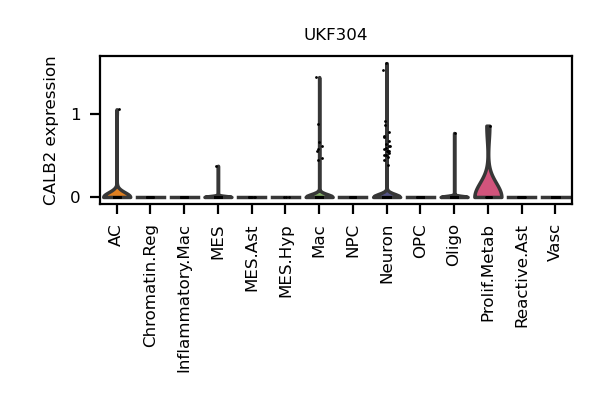 UKF304
CALB2 expression
1
0
AC
Chromatin.Reg
Inflammatory.Mac
MES
MES.Ast
MES.Hyp
Mac
NPC
Neuron
OPC
Oligo
Prolif.Metab
Reactive.Ast
Vasc